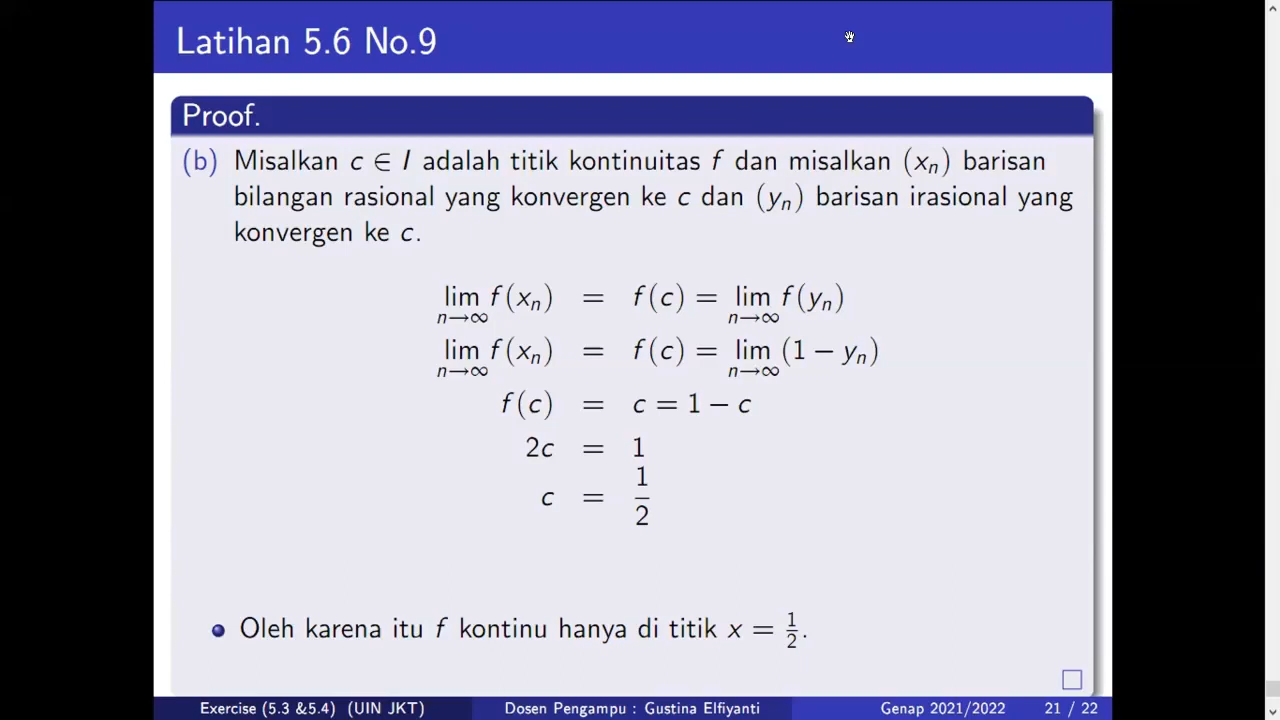 Latihan 5.6 No.9
Proof.
(b) Misalkan c ∈ I adalah titik kontinuitas f dan misalkan (xₙ) barisan
bilangan rasional yang konvergen ke c dan (yₙ) barisan irasional yang
konvergen ke c.
lim_{n→∞} f(xₙ) = f(c) = lim_{n→∞} f(yₙ)
lim_{n→∞} f(xₙ) = f(c) = lim_{n→∞} (1 − yₙ)
f(c) = c = 1 − c
2c = 1
c = 1/2
Oleh karena itu f kontinu hanya di titik x = 1/2.
Exercise (5.3 &5.4) (UIN JKT) Dosen Pengampu : Gustina Elfiyanti Genap 2021/2022 21 / 22